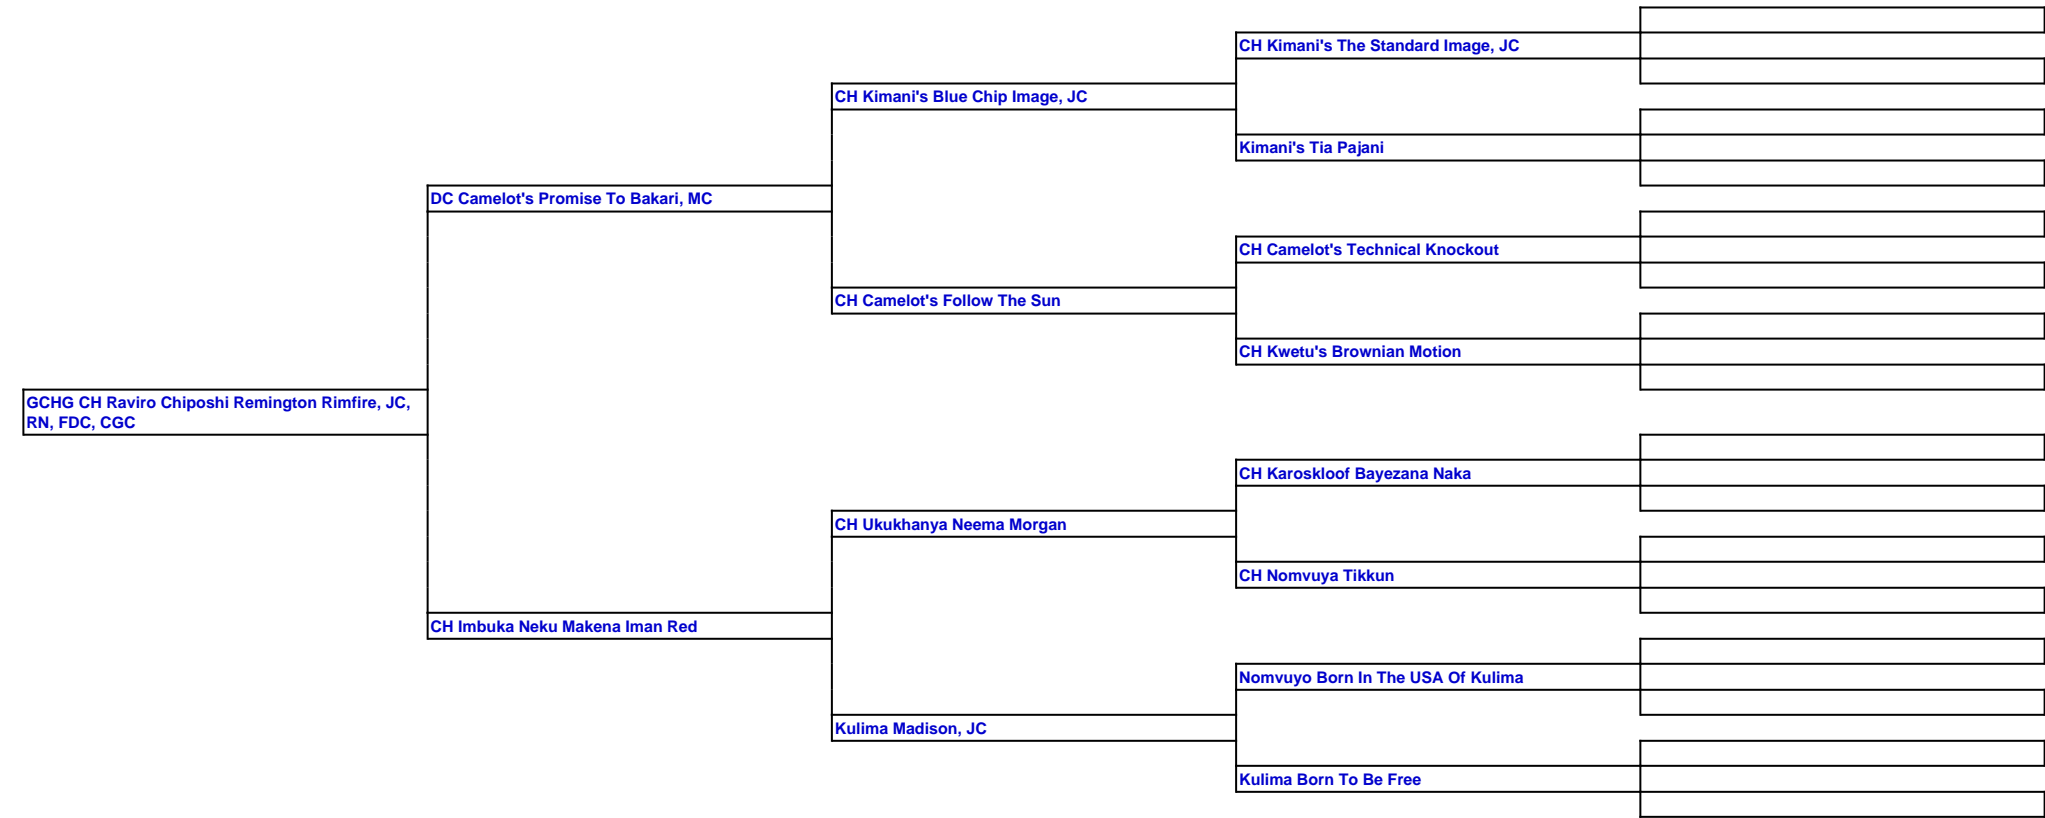 CH Kimani's The Standard Image, JC
CH Kimani's Blue Chip Image, JC
Kimani's Tia Pajani
DC Camelot's Promise To Bakari, MC
CH Camelot's Technical Knockout
CH Camelot's Follow The Sun
CH Kwetu's Brownian Motion
GCHG CH Raviro Chiposhi Remington Rimfire, JC,
RN, FDC, CGC
CH Karoskloof Bayezana Naka
CH Ukukhanya Neema Morgan
CH Nomvuya Tikkun
CH Imbuka Neku Makena Iman Red
Nomvuyo Born In The USA Of Kulima
Kulima Madison, JC
Kulima Born To Be Free